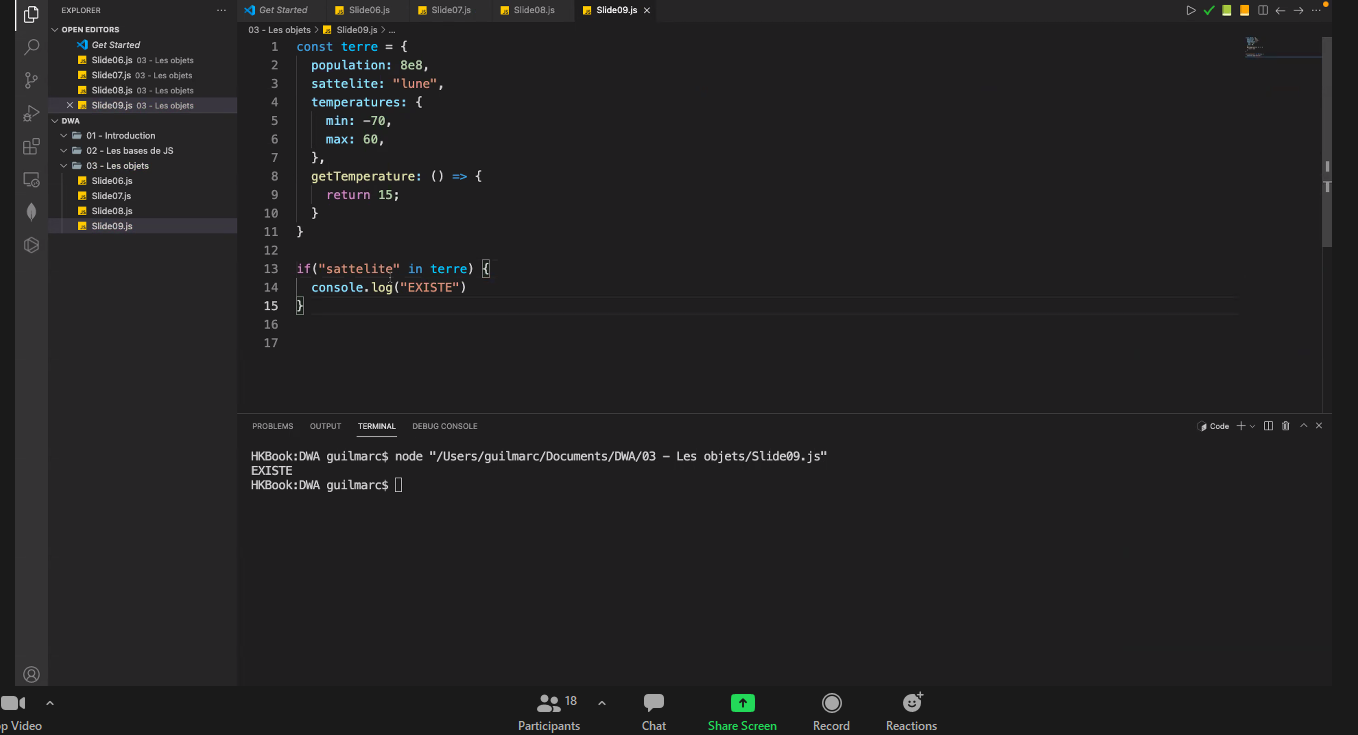 EXPLORER ...
OPEN EDITORS
Get Started
Slide06.js 03 - Les objets
Slide07.js 03 - Les objets
Slide08.js 03 - Les objets
Slide09.js 03 - Les objets
DWA
01 - Introduction
02 - Les bases de JS
03 - Les objets
Slide06.js
Slide07.js
Slide08.js
Slide09.js
Get Started Slide06.js Slide07.js Slide08.js Slide09.js
03 - Les objets > Slide09.js > ...
1 const terre = {
2 population: 8e8,
3 sattelite: "lune",
4 temperatures: {
5 min: -70,
6 max: 60,
7 },
8 getTemperature: () => {
9 return 15;
10 }
11 }
12
13 if("sattelite" in terre) {
14 console.log("EXISTE")
15 }
16
17
PROBLEMS OUTPUT TERMINAL DEBUG CONSOLE Code
HKBook:DWA guilmarc$ node "/Users/guilmarc/Documents/DWA/03 - Les objets/Slide09.js"
EXISTE
HKBook:DWA guilmarc$
18
p Video Participants Chat Share Screen Record Reactions